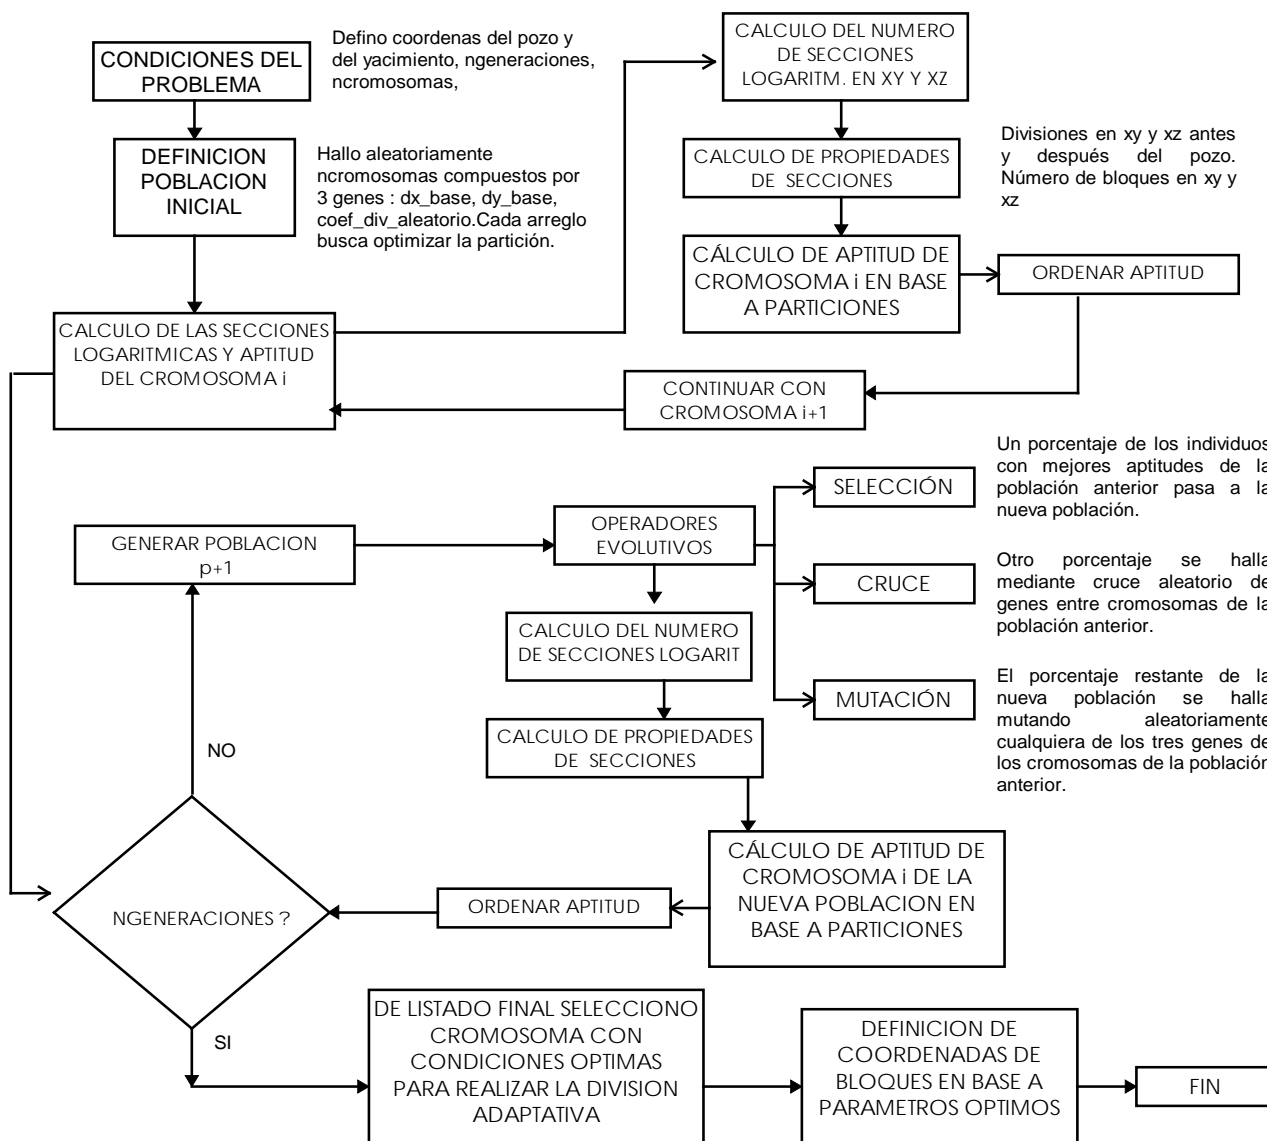 CONDICIONES DEL
PROBLEMA
Defino coordenas del pozo y
del yacimiento, ngeneraciones,
ncromosomas,
CALCULO DEL NUMERO
DE SECCIONES
LOGARITM. EN XY Y XZ
DEFINICION
POBLACION
INICIAL
Hallo aleatoriamente
ncromosomas compuestos por
3 genes : dx_base, dy_base,
coef_div_aleatorio.Cada arreglo
busca optimizar la partición.
CALCULO DE PROPIEDADES
DE SECCIONES
Divisiones en xy y xz antes
y después del pozo.
Número de bloques en xy y
xz
CÁLCULO DE APTITUD DE
CROMOSOMA i EN BASE
A PARTICIONES
ORDENAR APTITUD
CALCULO DE LAS SECCIONES
LOGARITMICAS Y APTITUD
DEL CROMOSOMA i
CONTINUAR CON
CROMOSOMA i+1
GENERAR POBLACION
p+1
OPERADORES
EVOLUTIVOS
SELECCIÓN
Un porcentaje de los individuos
con mejores aptitudes de la
población anterior pasa a la
nueva población.
CRUCE
Otro porcentaje se halla
mediante cruce aleatorio de
genes entre cromosomas de la
población anterior.
MUTACIÓN
El porcentaje restante de la
nueva población se halla
mutando aleatoriamente
cualquiera de los tres genes de
los cromosomas de la población
anterior.
CALCULO DEL NUMERO
DE SECCIONES LOGARIT
CALCULO DE PROPIEDADES
DE SECCIONES
NO
CÁLCULO DE APTITUD DE
CROMOSOMA i DE LA
NUEVA POBLACION EN
BASE A PARTICIONES
ORDENAR APTITUD
NGENERACIONES ?
SI
DE LISTADO FINAL SELECCIONO
CROMOSOMA CON
CONDICIONES OPTIMAS
PARA REALIZAR LA DIVISION
ADAPTATIVA
DEFINICION DE
COORDENADAS DE
BLOQUES EN BASE A
PARAMETROS OPTIMOS
FIN